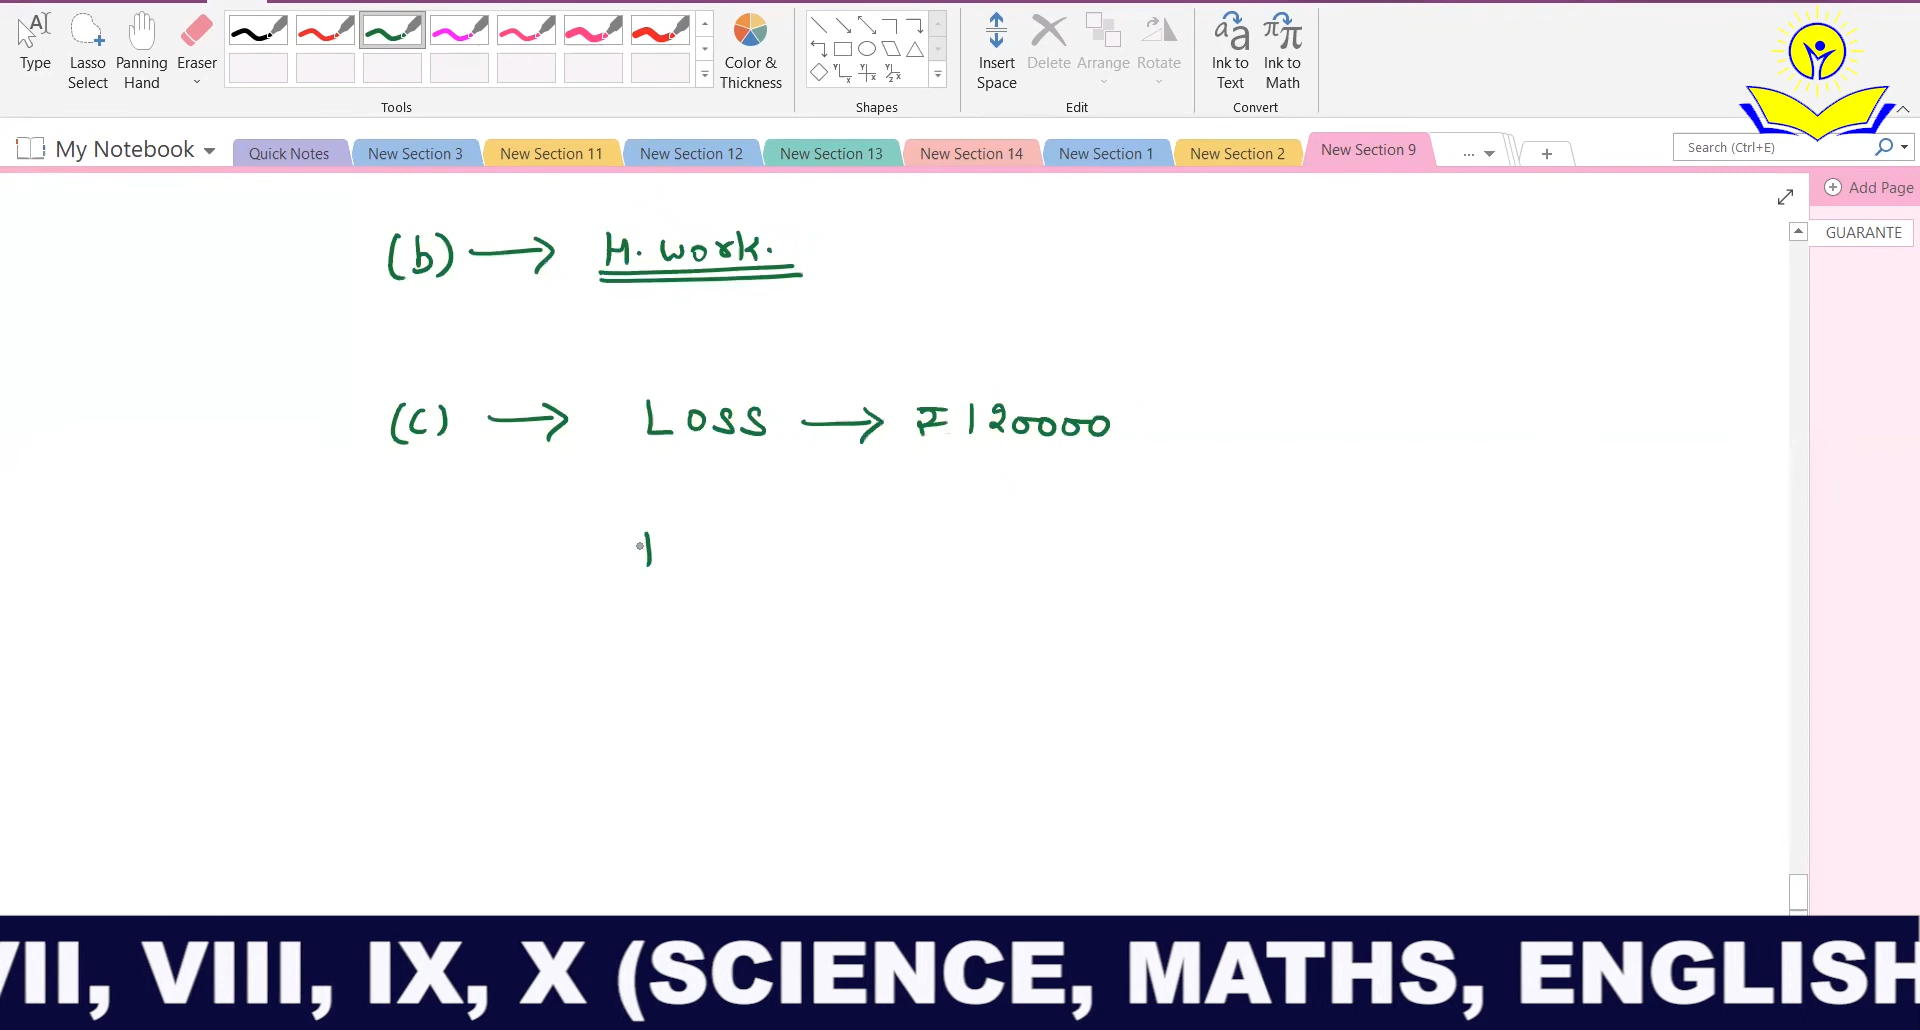 Type
Lasso Select
Panning Hand
Eraser
Color & Thickness
Insert Space
Delete
Arrange
Rotate
Ink to Text
Ink to Math
Tools
Shapes
Edit
Convert
My Notebook
Quick Notes
New Section 3
New Section 11
New Section 12
New Section 13
New Section 14
New Section 1
New Section 2
New Section 9
...
Search (Ctrl+E)
Add Page
GUARANTE
(b) → H. work.
(c) → Loss → ₹ 120000
VII, VIII, IX, X (SCIENCE, MATHS, ENGLISH